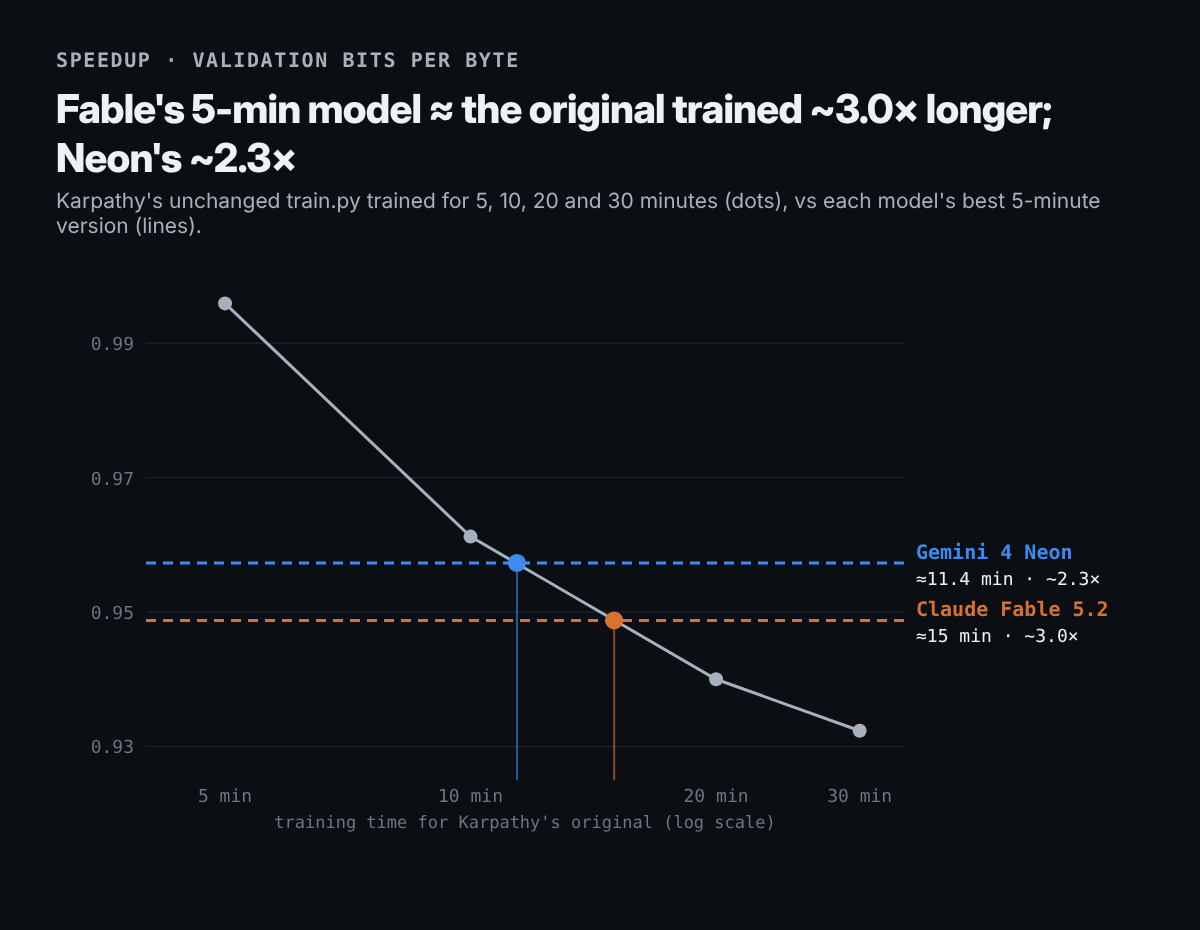 SPEEDUP · VALIDATION BITS PER BYTE
Fable's 5-min model ≈ the original trained ~3.0× longer;
Neon's ~2.3×
Karpathy's unchanged train.py trained for 5, 10, 20 and 30 minutes (dots), vs each model's best 5-minute
version (lines).
0.99
0.97
Gemini 4 Neon
≈11.4 min · ~2.3×
0.95
Claude Fable 5.2
≈15 min · ~3.0×
0.93
5 min
10 min
20 min
30 min
training time for Karpathy's original (log scale)